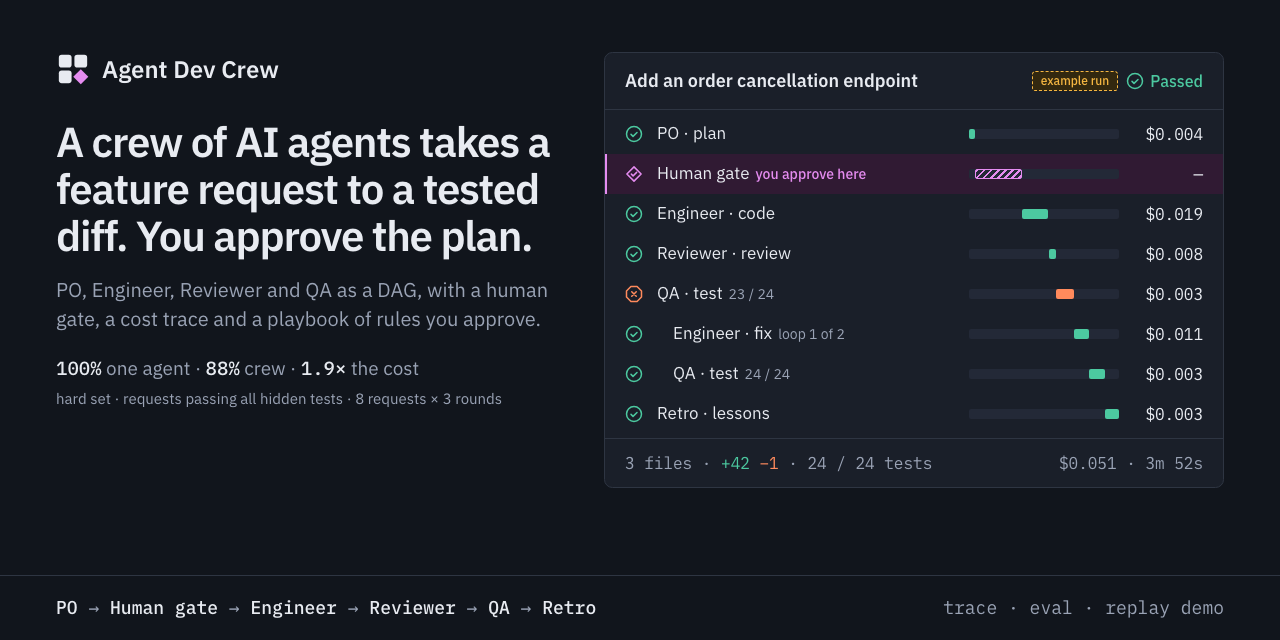 Agent Dev Crew
A crew of AI agents takes a
feature request to a tested
diff. You approve the plan.
PO, Engineer, Reviewer and QA as a DAG, with a human
gate, a cost trace and a playbook of rules you approve.
100% one agent · 88% crew · 1.9× the cost
hard set · requests passing all hidden tests · 8 requests × 3 rounds
Add an order cancellation endpoint example run Passed
PO · plan $0.004
Human gate you approve here –
Engineer · code $0.019
Reviewer · review $0.008
QA · test 23 / 24 $0.003
Engineer · fix loop 1 of 2 $0.011
QA · test 24 / 24 $0.003
Retro · lessons $0.003
3 files · +42 −1 · 24 / 24 tests $0.051 · 3m 52s
PO → Human gate → Engineer → Reviewer → QA → Retro
trace · eval · replay demo